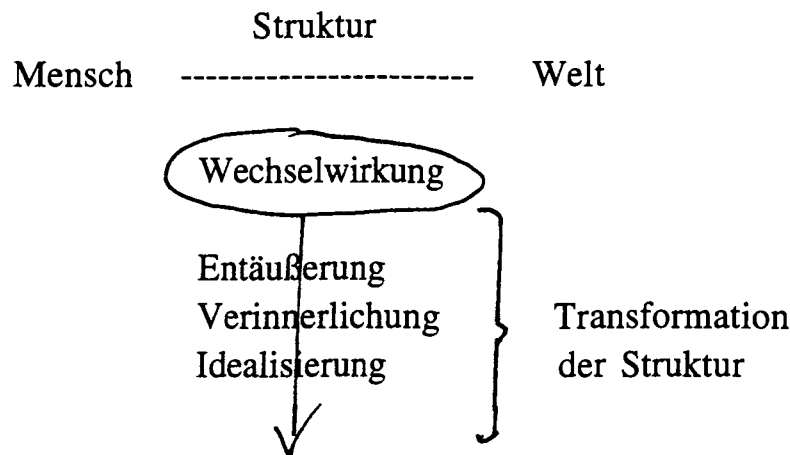 Struktur
Mensch ------------------------ Welt
Wechselwirkung
Entäußerung
Verinnerlichung
Idealisierung
Transformation
der Struktur